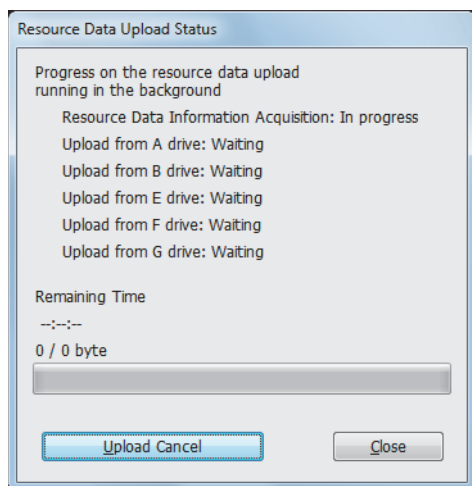 Resource Data Upload Status
Progress on the resource data upload
running in the background
Resource Data Information Acquisition: In progress
Upload from A drive: Waiting
Upload from B drive: Waiting
Upload from E drive: Waiting
Upload from F drive: Waiting
Upload from G drive: Waiting
Remaining Time
--:--:--
0 / 0 byte
Upload Cancel
Close